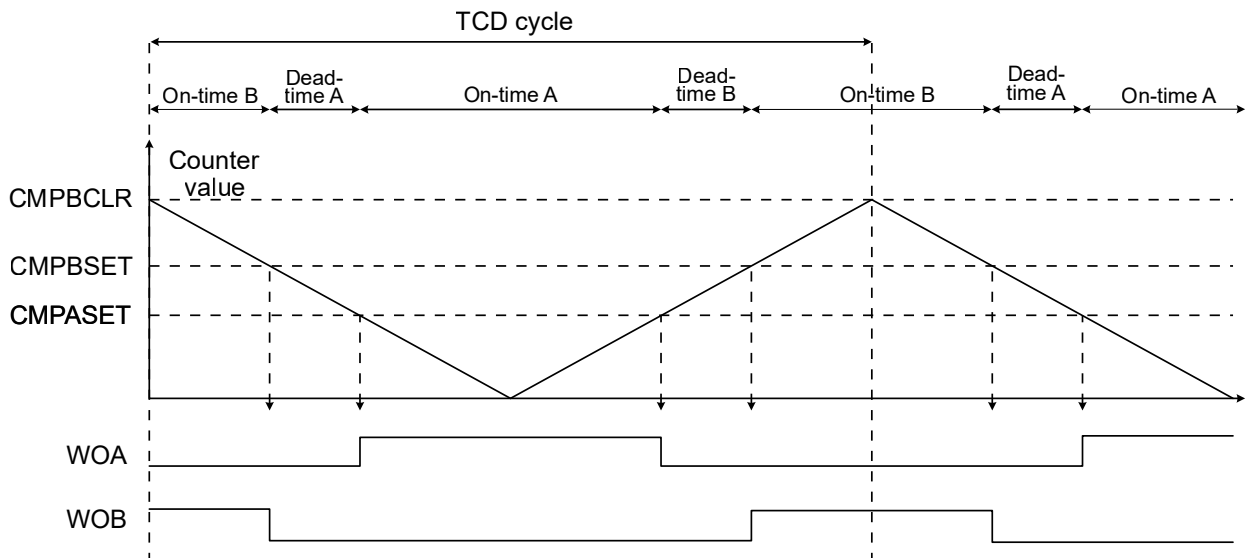 TCD cycle
On-time B
Dead-
time A
On-time A
Dead-
time B
On-time B
Dead-
time A
On-time A
Counter
value
CMPBCLR
CMPBSET
CMPASET
WOA
WOB